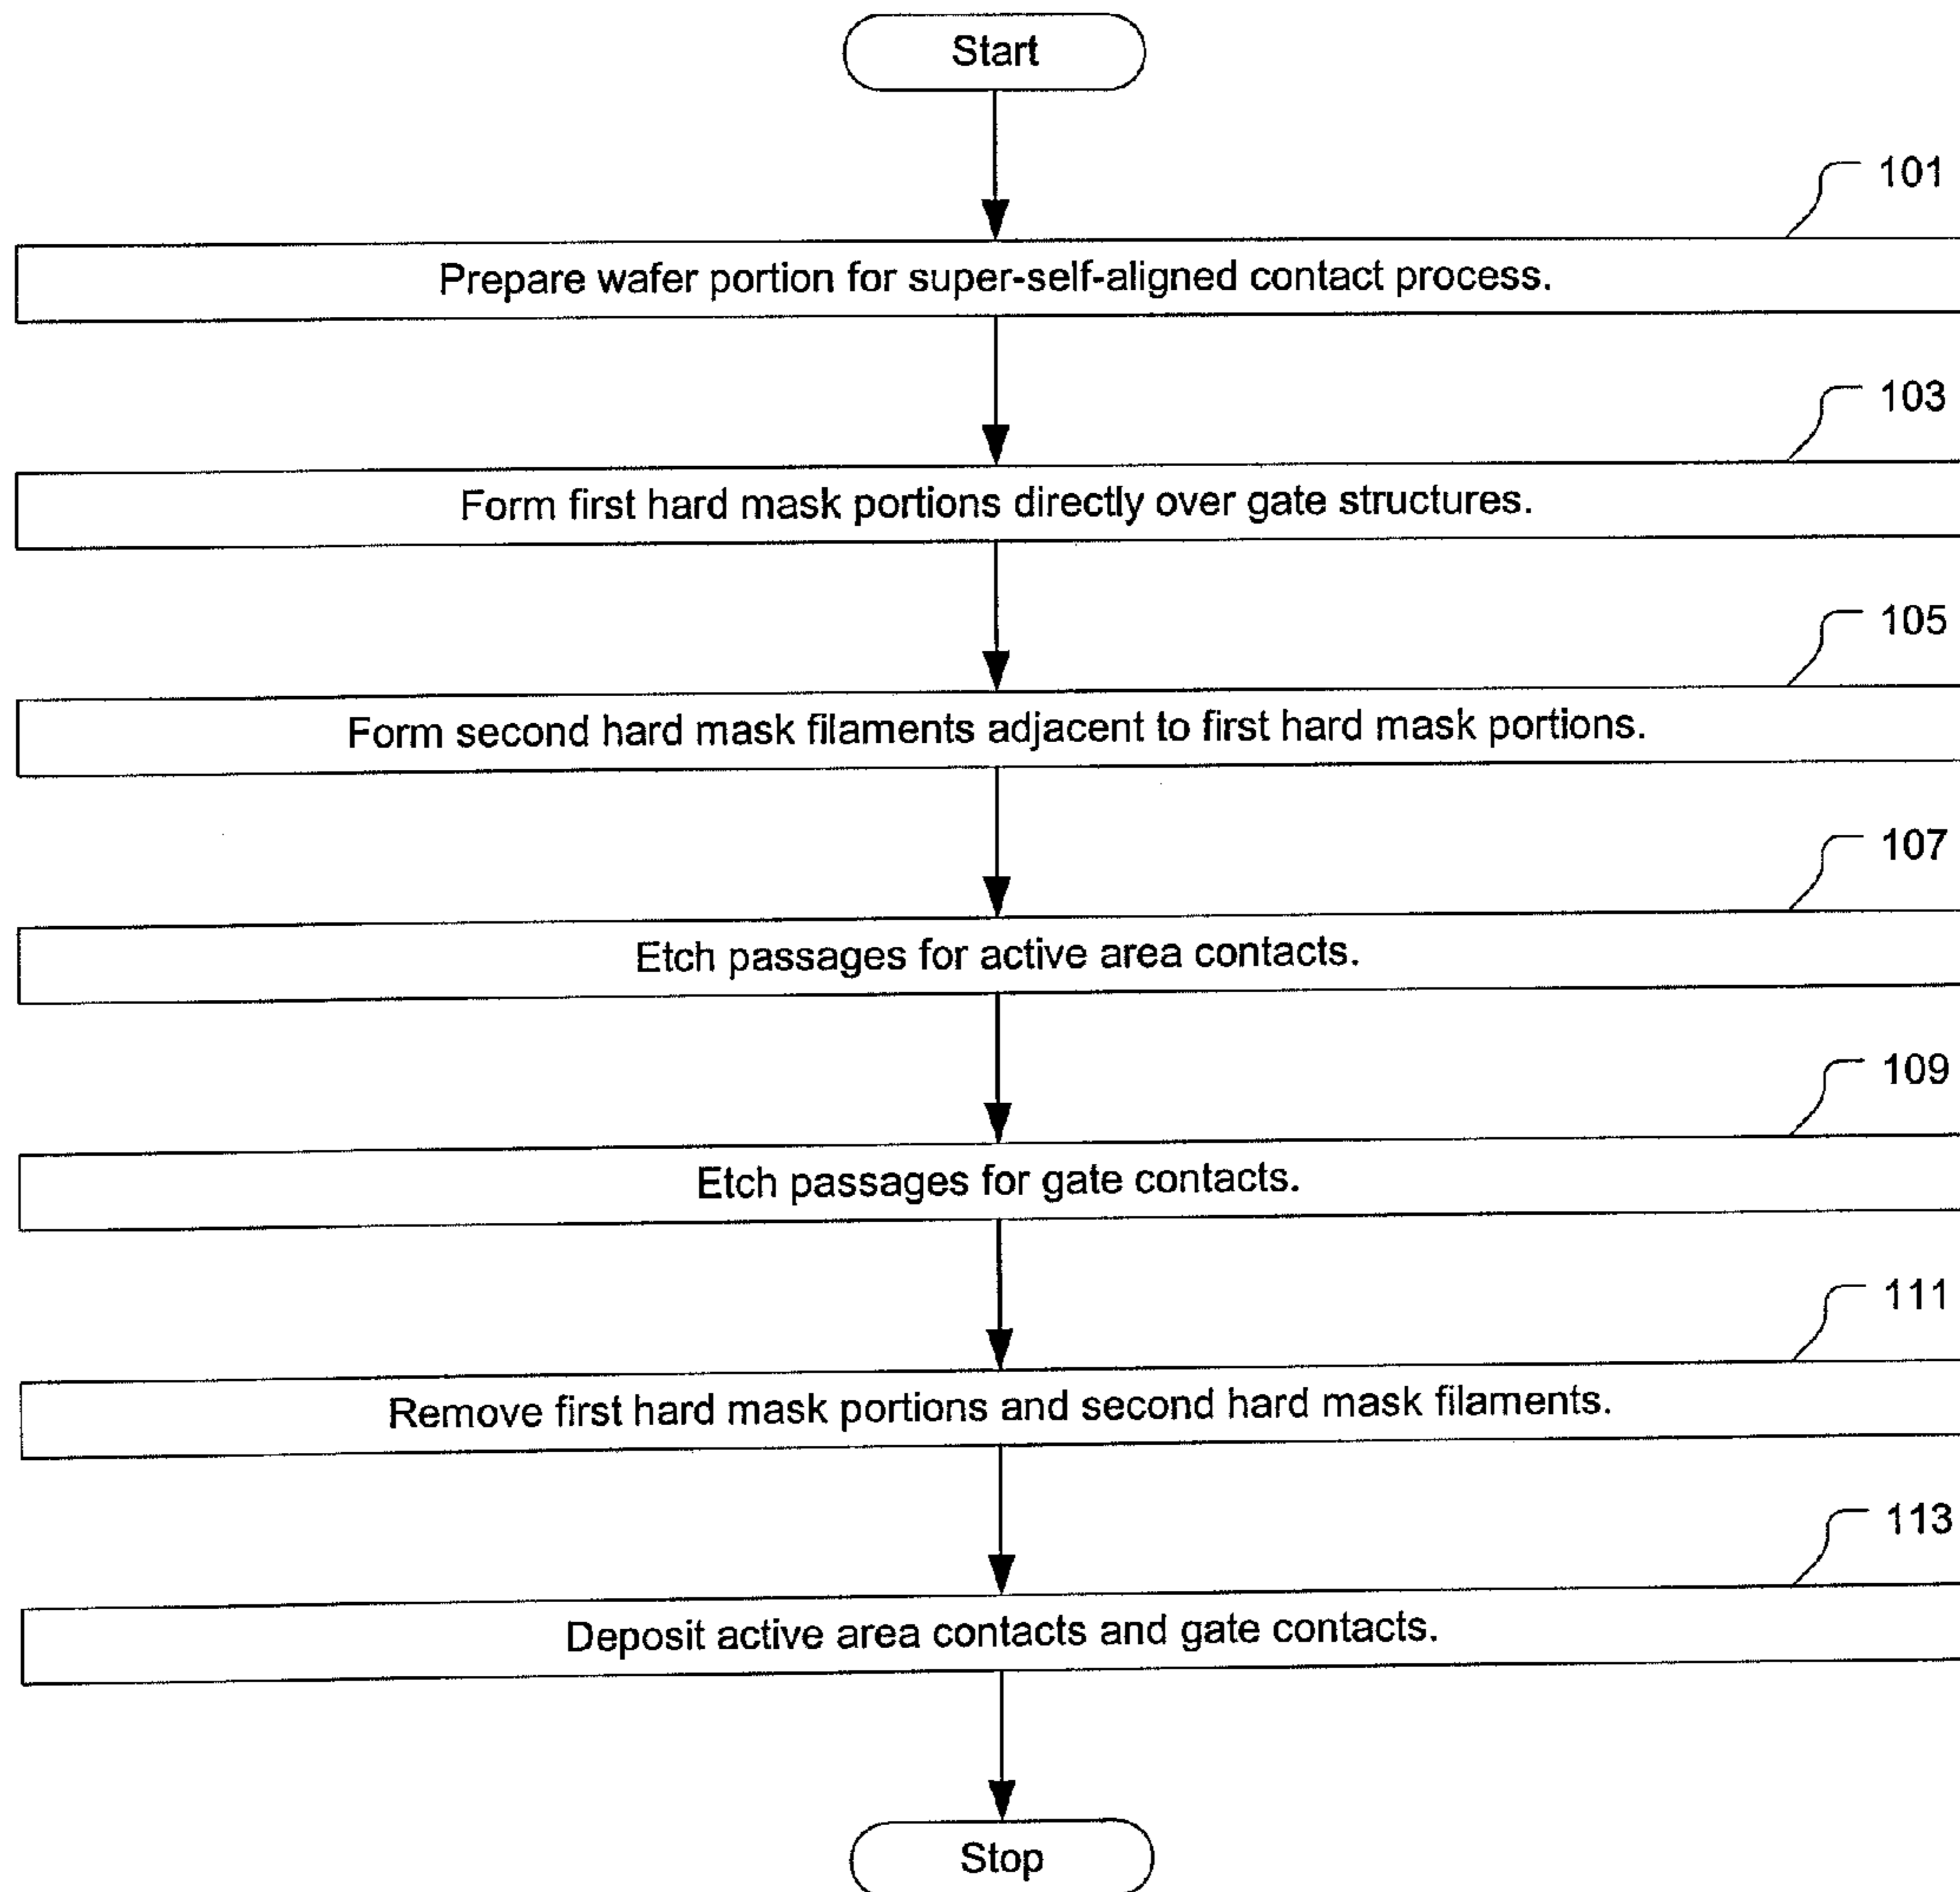 Start
101
Prepare wafer portion for super-self-aligned contact process.
103
Form first hard mask portions directly over gate structures.
105
Form second hard mask filaments adjacent to first hard mask portions.
107
Etch passages for active area contacts.
109
Etch passages for gate contacts.
111
Remove first hard mask portions and second hard mask filaments.
113
Deposit active area contacts and gate contacts.
Stop